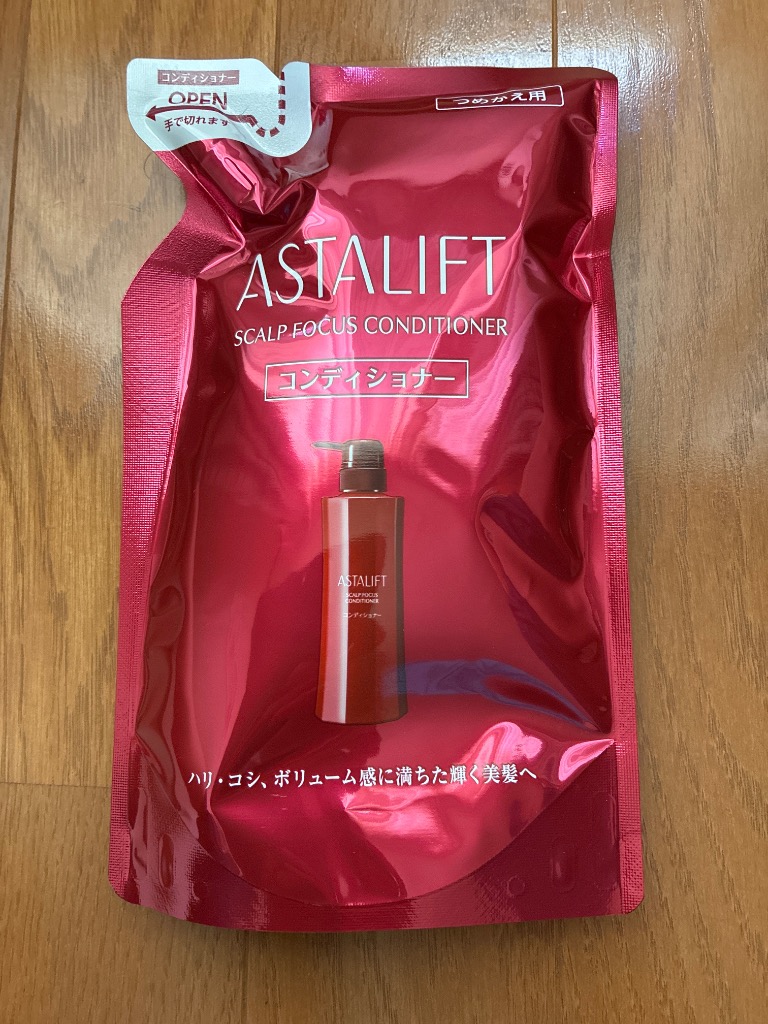 コンディショナー
OPEN
手で切れます
つめかえ用
ASTALIFT
SCALP FOCUS CONDITIONER
コンディショナー
ASTALIFT
SCALP FOCUS
CONDITIONER
コンディショナー
ハリ・コシ、ボリューム感に満ちた輝く美髪へ